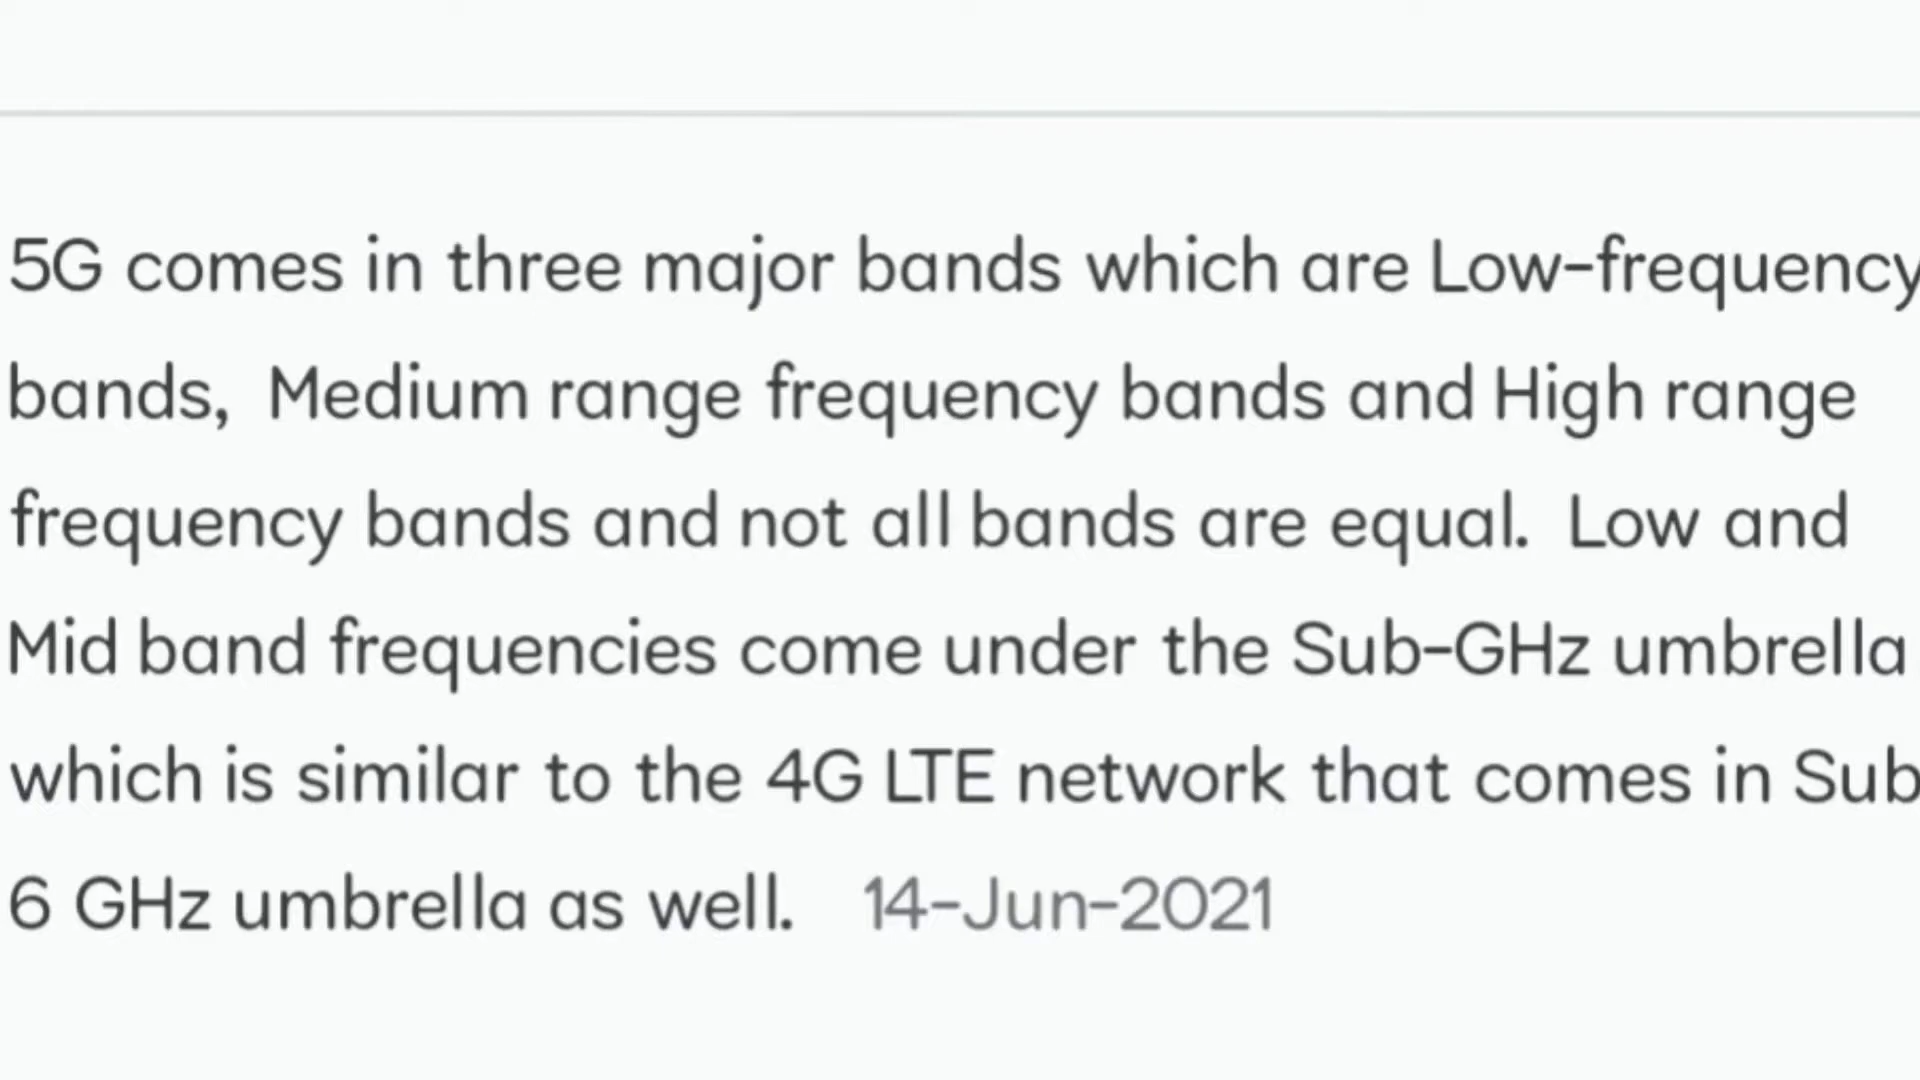 5G comes in three major bands which are Low-frequency
bands, Medium range frequency bands and High range
frequency bands and not all bands are equal. Low and
Mid band frequencies come under the Sub-GHz umbrella
which is similar to the 4G LTE network that comes in Sub
6 GHz umbrella as well. 14-Jun-2021